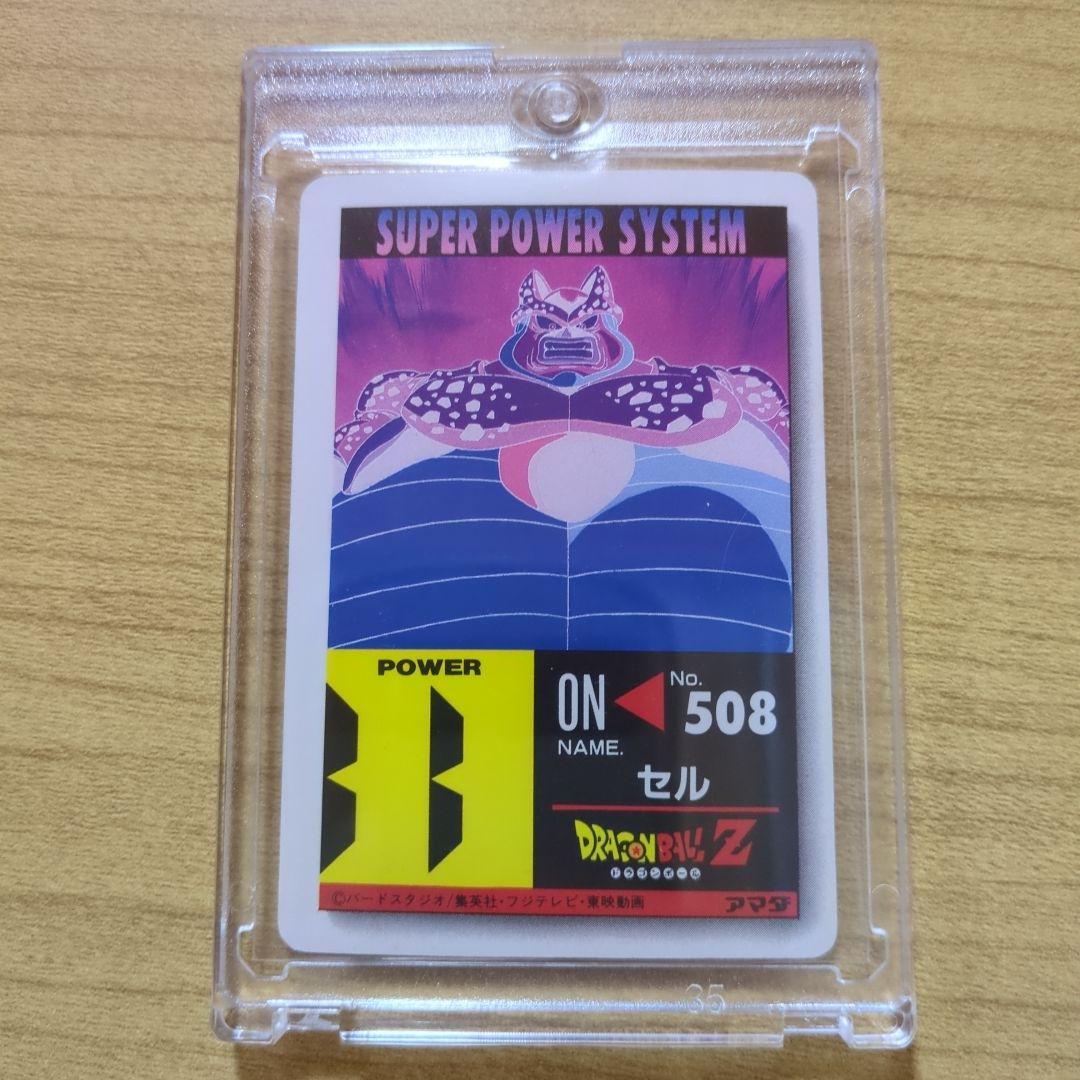 SUPER POWER SYSTEM
POWER
ON
No.
508
NAME.
セル
DRAGONBALL Z
ドラゴンボール
©バードスタジオ/集英社・フジテレビ・東映動画
アマダ
35